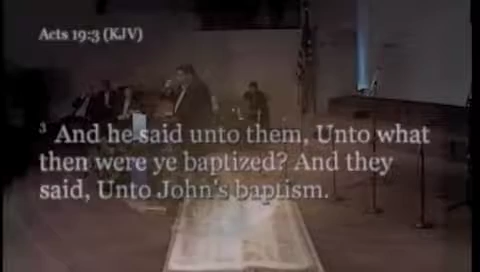 Acts 19:3 (KJV)
3 And he said unto them, Unto what
then were ye baptized? And they
said, Unto John's baptism.